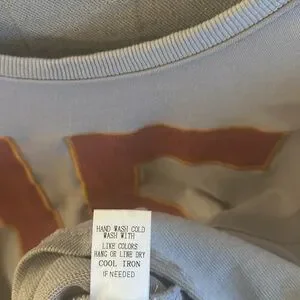 HAND WASH COLD
WASH WITH
LIKE COLORS
HANG OR LINE DRY
COOL IRON
IF NEEDED